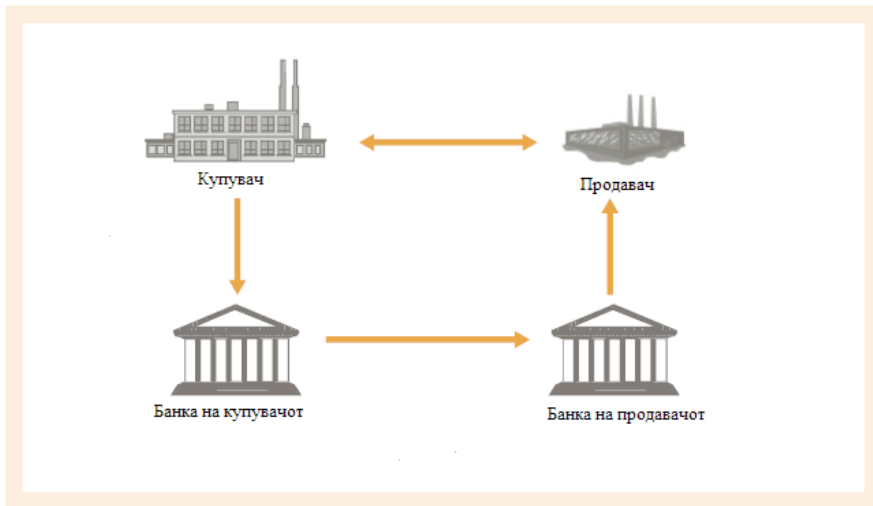 Купувач
Продавач
Банка на купувачот
Банка на продавачот